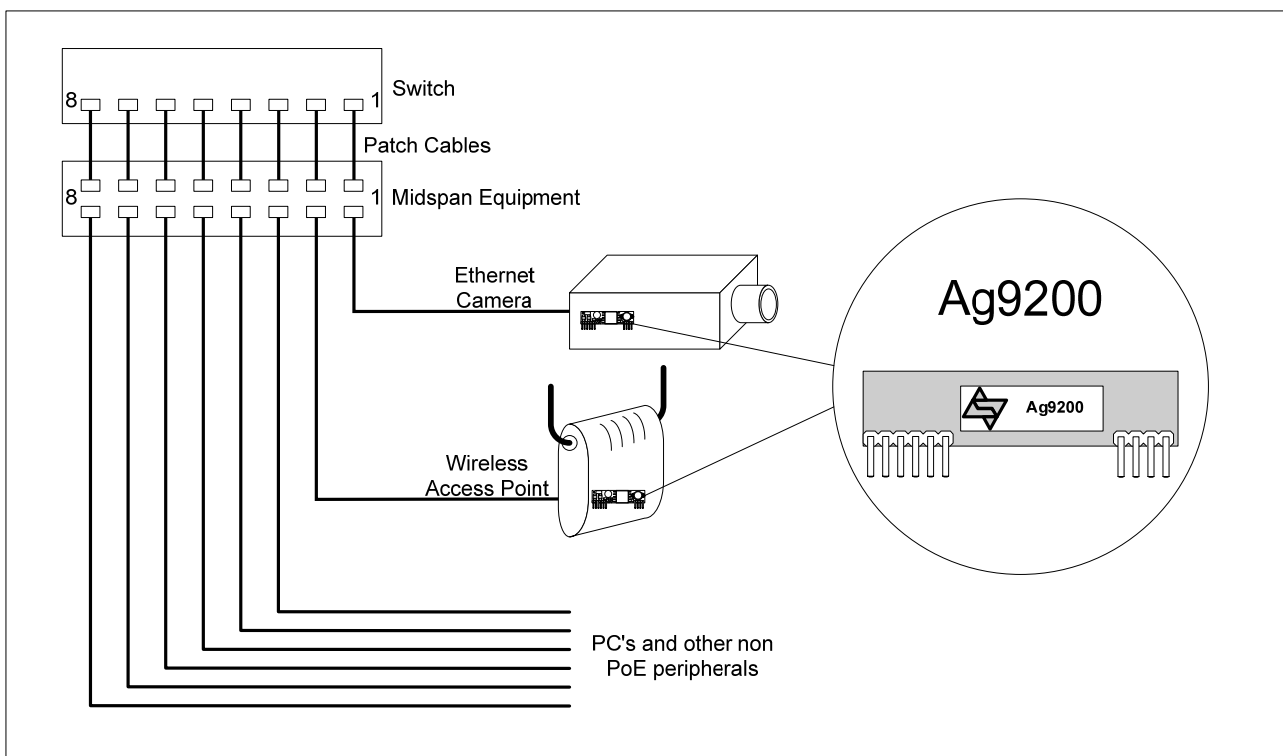 8
1
Switch
Patch Cables
8
1
Midspan Equipment
Ethernet
Camera
Ag9200
Ag9200
Wireless
Access Point
PC's and other non
PoE peripherals